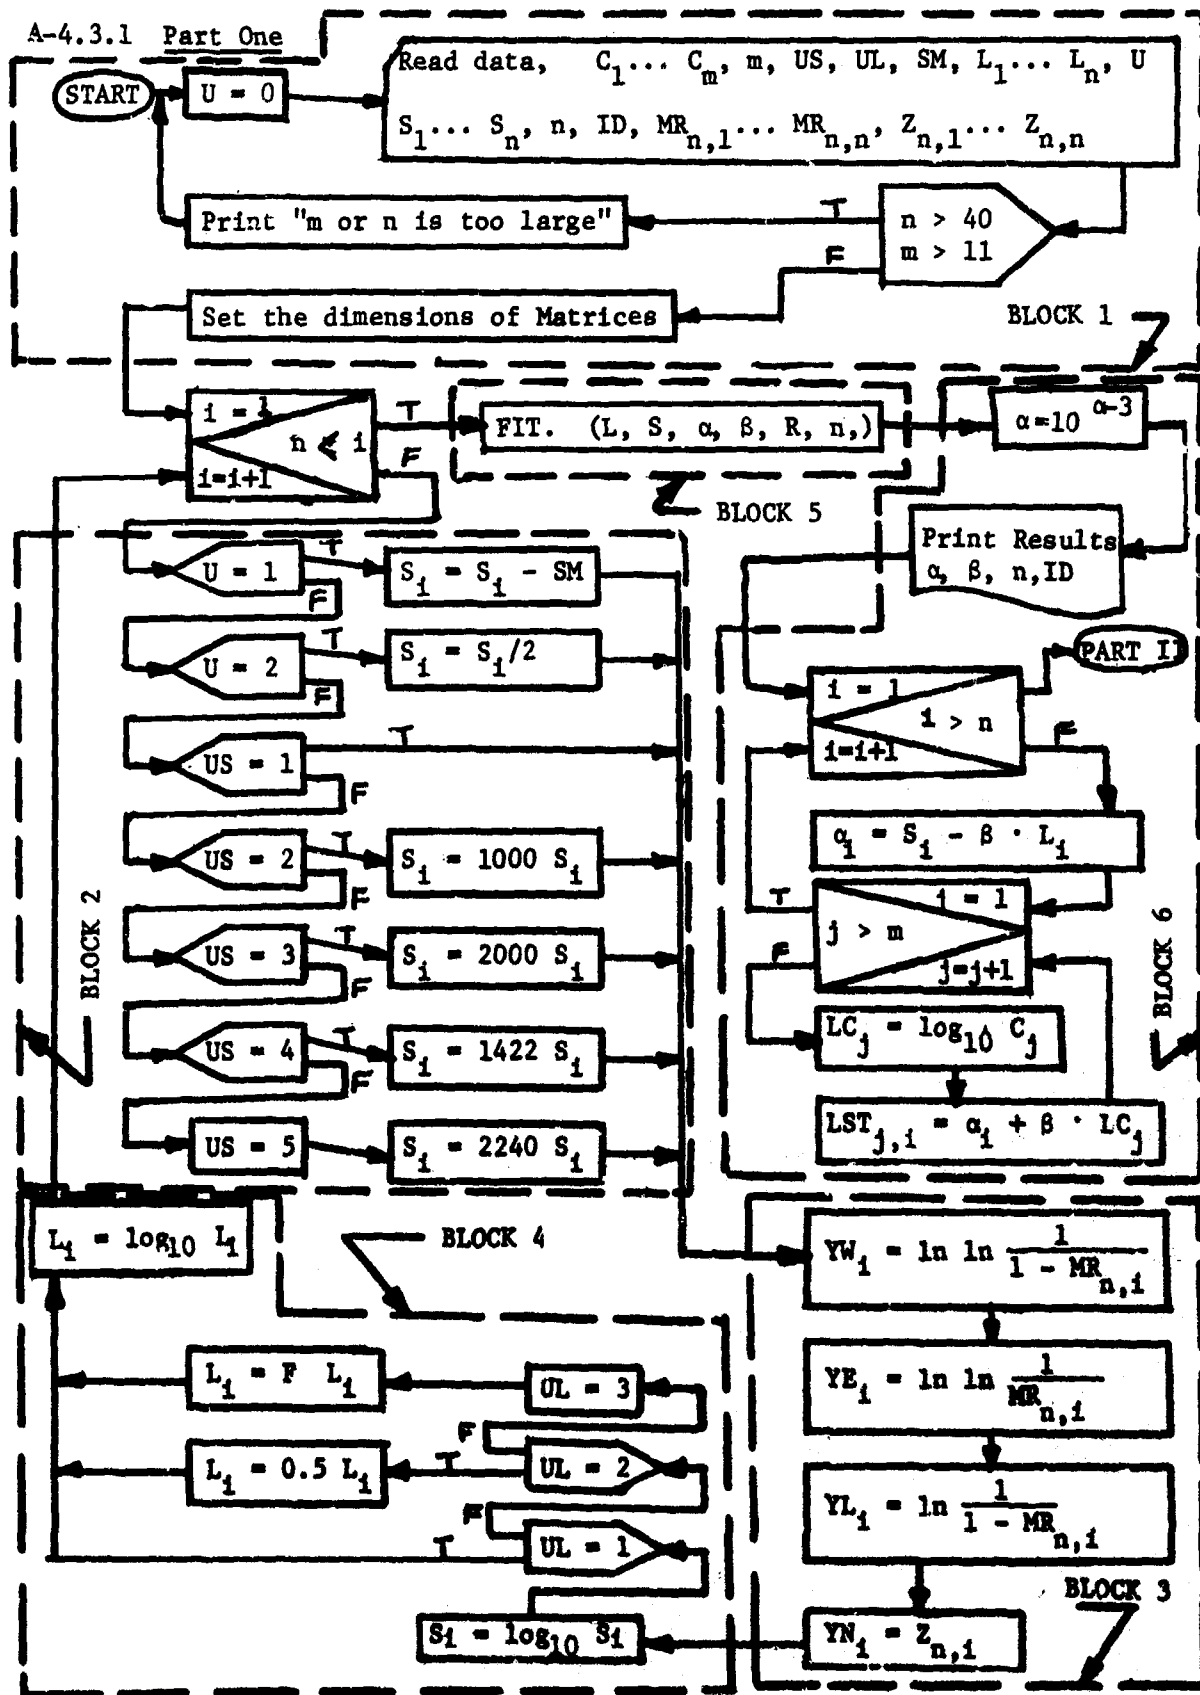 A-4.3.1 Part One
START
U = 0
Read data, C1... Cm, m, US, UL, SM, L1... Ln, U
S1... Sn, n, ID, MRn,1... MRn,n, Zn,1... Zn,n
Print "m or n is too large"
T
n > 40
m > 11
F
Set the dimensions of Matrices
BLOCK 1
i = 1
n ≤ i
i=i+1
T
F
FIT. (L, S, α, β, R, n,)
α=10^α-3
BLOCK 5
Print Results
α, β, n,ID
U = 1
T
F
Si = Si - SM
U = 2
T
F
Si = Si/2
US = 1
T
F
US = 2
T
F
Si = 1000 Si
US = 3
T
F
Si = 2000 Si
US = 4
T
F
Si = 1422 Si
US = 5
Si = 2240 Si
BLOCK 2
PART II
i = 1
i > n
i=i+1
F
αi = Si - β · Li
T
j = 1
j > m
F
j=j+1
LCj = log10 Cj
LSTj,i = αi + β · LCj
BLOCK 6
Li = log10 Li
BLOCK 4
YWi = ln ln 1/(1 - MRn,i)
YEi = ln ln 1/MRn,i
YLi = ln 1/(1 - MRn,i)
YNi = Zn,i
BLOCK 3
Li = F Li
UL = 3
F
Li = 0.5 Li
T
UL = 2
F
T
UL = 1
Si = log10 Si